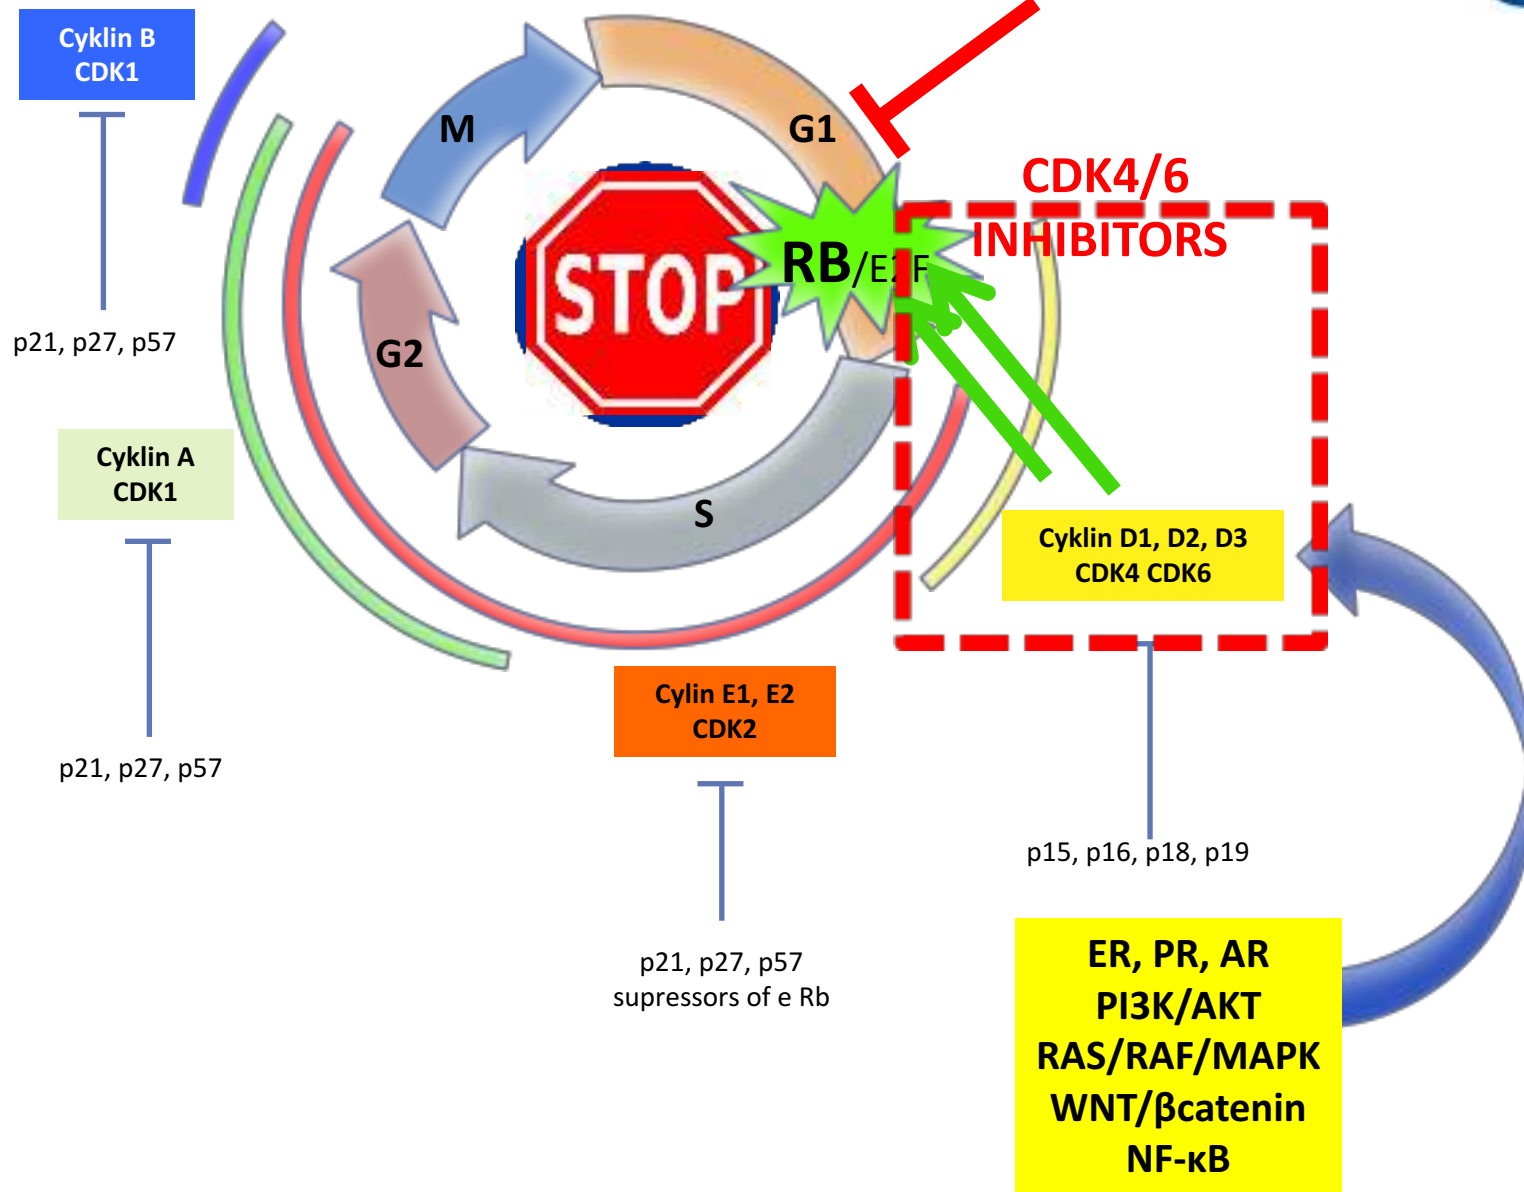 Cyklin B
CDK1
M
G1
CDK4/6
INHIBITORS
RB/E2F
STOP
p21, p27, p57
G2
Cyklin A
CDK1
S
Cyklin D1, D2, D3
CDK4 CDK6
Cylin E1, E2
CDK2
p21, p27, p57
p15, p16, p18, p19
p21, p27, p57
supressors of e Rb
ER, PR, AR
PI3K/AKT
RAS/RAF/MAPK
WNT/βcatenin
NF-κB